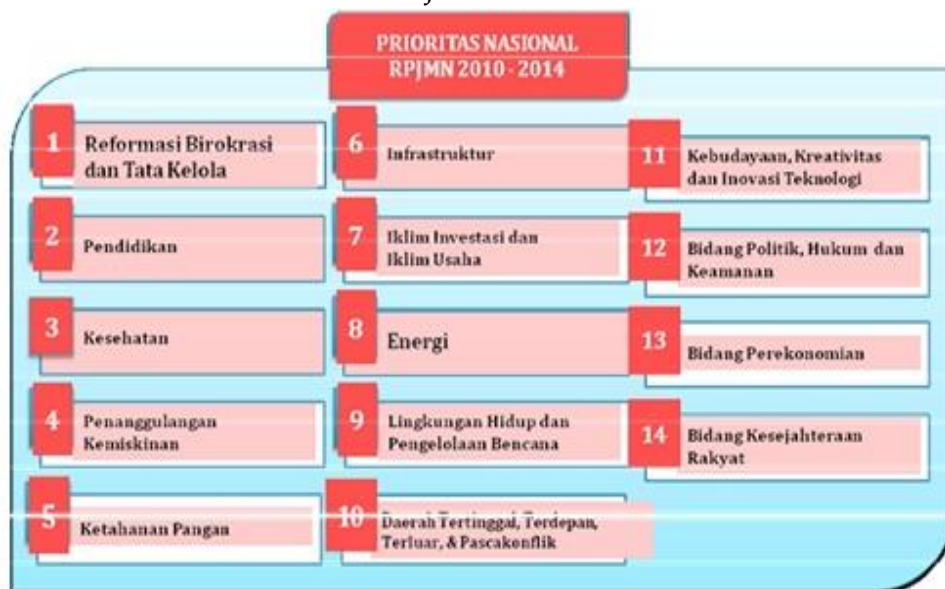 PRIORITAS NASIONAL
RPJMN 2010 - 2014
1
Reformasi Birokrasi
dan Tata Kelola
2
Pendidikan
3
Kesehatan
4
Penanggulangan
Kemiskinan
5
Ketahanan Pangan
6
Infrastruktur
7
Iklim Investasi dan
Iklim Usaha
8
Energi
9
Lingkungan Hidup dan
Pengelolaan Bencana
10
Daerah Tertinggal, Terdepan,
Terluar, & Pascakonflik
11
Kebudayaan, Kreativitas
dan Inovasi Teknologi
12
Bidang Politik, Hukum dan
Keamanan
13
Bidang Perekonomian
14
Bidang Kesejahteraan
Rakyat